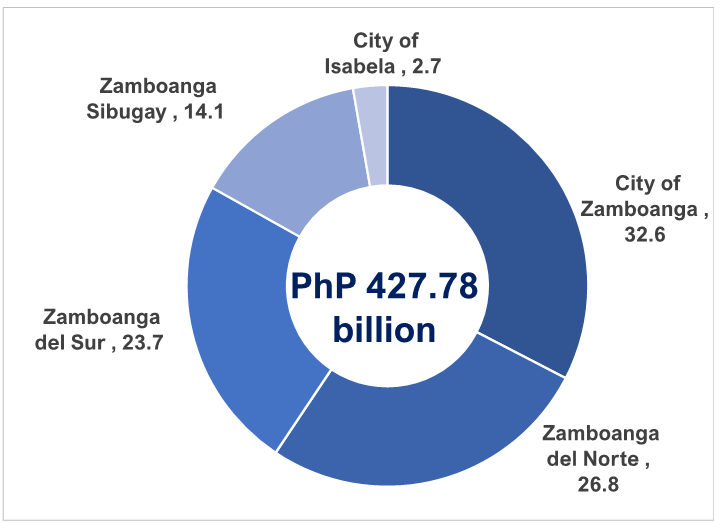 City of
Isabela , 2.7
Zamboanga
Sibugay , 14.1
City of
Zamboanga ,
32.6
PhP 427.78
billion
Zamboanga
del Sur , 23.7
Zamboanga
del Norte ,
26.8